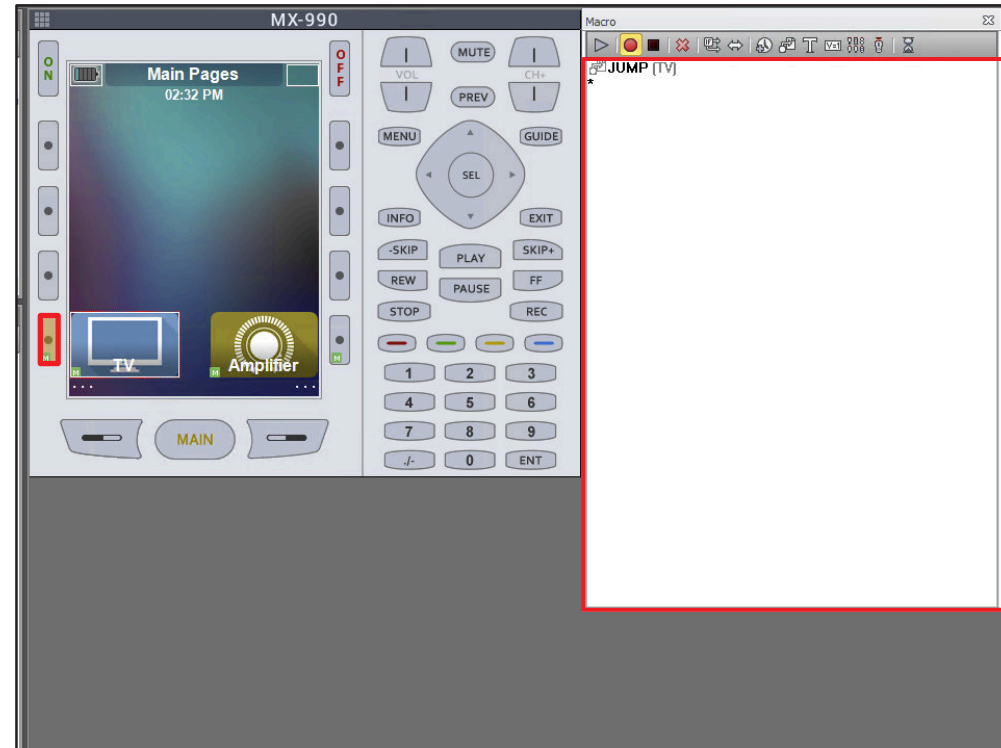 MX-990
ON
OFF
Main Pages
02:32 PM
M
TV
M
Amplifier
M
M
...
...
MAIN
VOL
MUTE
CH+
PREV
MENU
GUIDE
SEL
INFO
EXIT
-SKIP
PLAY
SKIP+
REW
PAUSE
FF
STOP
REC
1 2 3
4 5 6
7 8 9
./- 0 ENT
Macro
JUMP (TV)
*